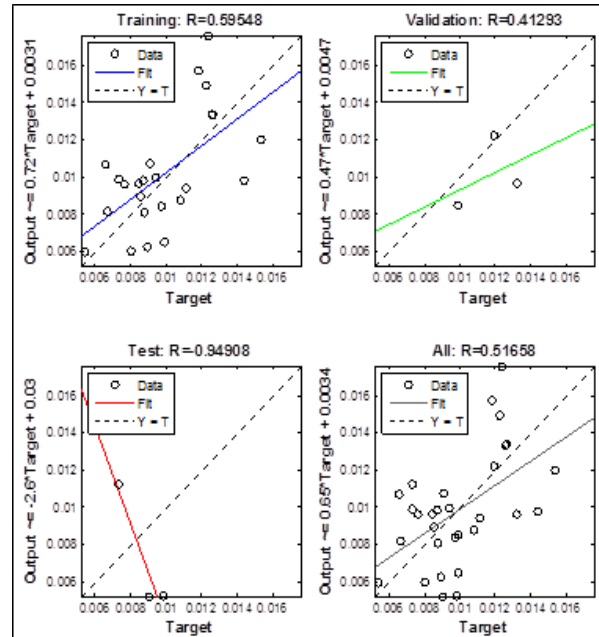 Training: R=0.59548
Output ~= 0.72*Target + 0.0031
Data
Fit
Y = T
0.016
0.014
0.012
0.01
0.008
0.006
0.006 0.008 0.01 0.012 0.014 0.016
Target
Validation: R=0.41293
Output ~= 0.47*Target + 0.0047
Data
Fit
Y = T
0.016
0.014
0.012
0.01
0.008
0.006
0.006 0.008 0.01 0.012 0.014 0.016
Target
Test: R=-0.94908
Output ~= -2.6*Target + 0.03
Data
Fit
Y = T
0.016
0.014
0.012
0.01
0.008
0.006
0.006 0.008 0.01 0.012 0.014 0.016
Target
All: R=0.51658
Output ~= 0.65*Target + 0.0034
Data
Fit
Y = T
0.016
0.014
0.012
0.01
0.008
0.006
0.006 0.008 0.01 0.012 0.014 0.016
Target